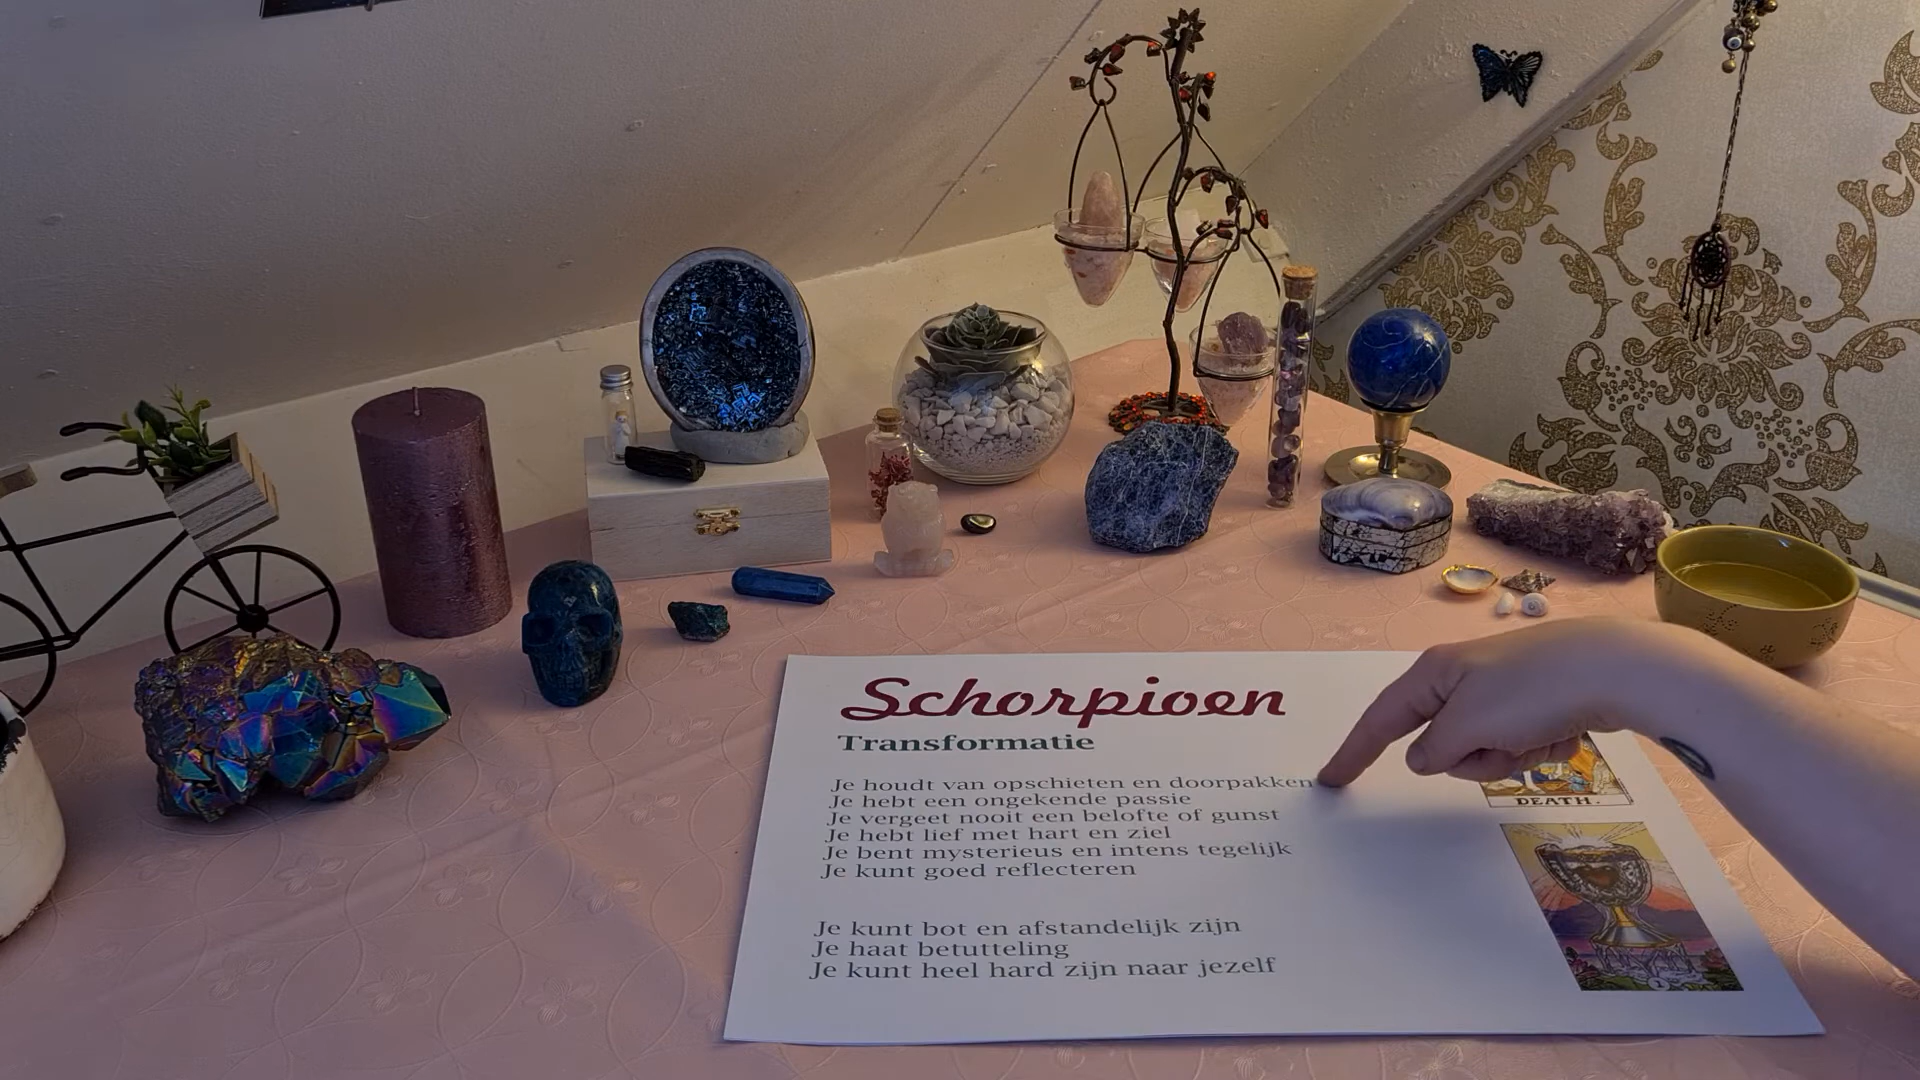 Schorpioen
Transformatie
Je houdt van opschieten en doorpakken
Je hebt een ongekende passie
Je vergeet nooit een belofte of gunst
Je hebt lief met hart en ziel
Je bent mysterieus en intens tegelijk
Je kunt goed reflecteren
Je kunt bot en afstandelijk zijn
Je haat betutteling
Je kunt heel hard zijn naar jezelf
DEATH.
1